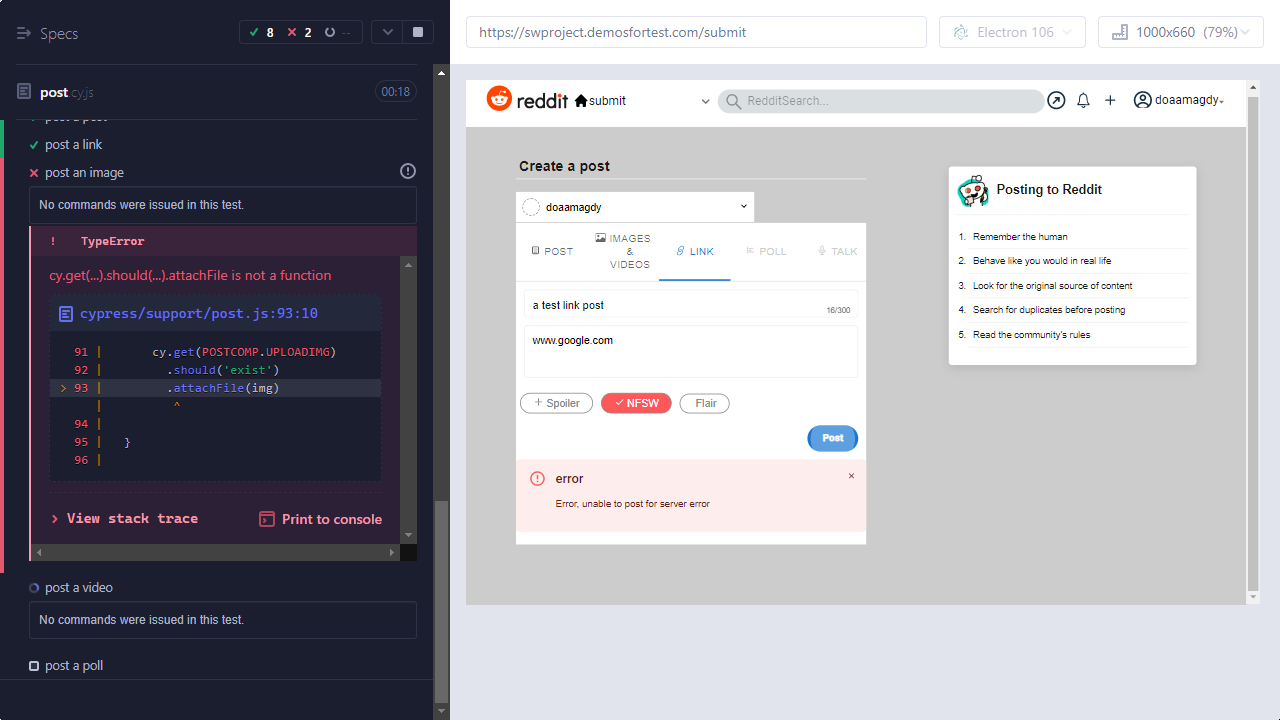 Specs
8
2
--
post cy.js
00:18
post a post
post a link
post an image
No commands were issued in this test.
! TypeError
cy.get(...).should(...).attachFile is not a function
cypress/support/post.js:93:10
91 | cy.get(POSTCOMP.UPLOADIMG)
92 | .should('exist')
> 93 | .attachFile(img)
| ^
94 |
95 | }
96 |
> View stack trace
Print to console
post a video
No commands were issued in this test.
post a poll
https://swproject.demosfortest.com/submit
Electron 106
1000x660 (79%)
reddit
submit
RedditSearch...
doaamagdy
Create a post
doaamagdy
POST
IMAGES
&
VIDEOS
LINK
POLL
TALK
a test link post
16/300
www.google.com
+ Spoiler
NFSW
Flair
Post
error
×
Error, unable to post for server error
Posting to Reddit
1. Remember the human
2. Behave like you would in real life
3. Look for the original source of content
4. Search for duplicates before posting
5. Read the community's rules